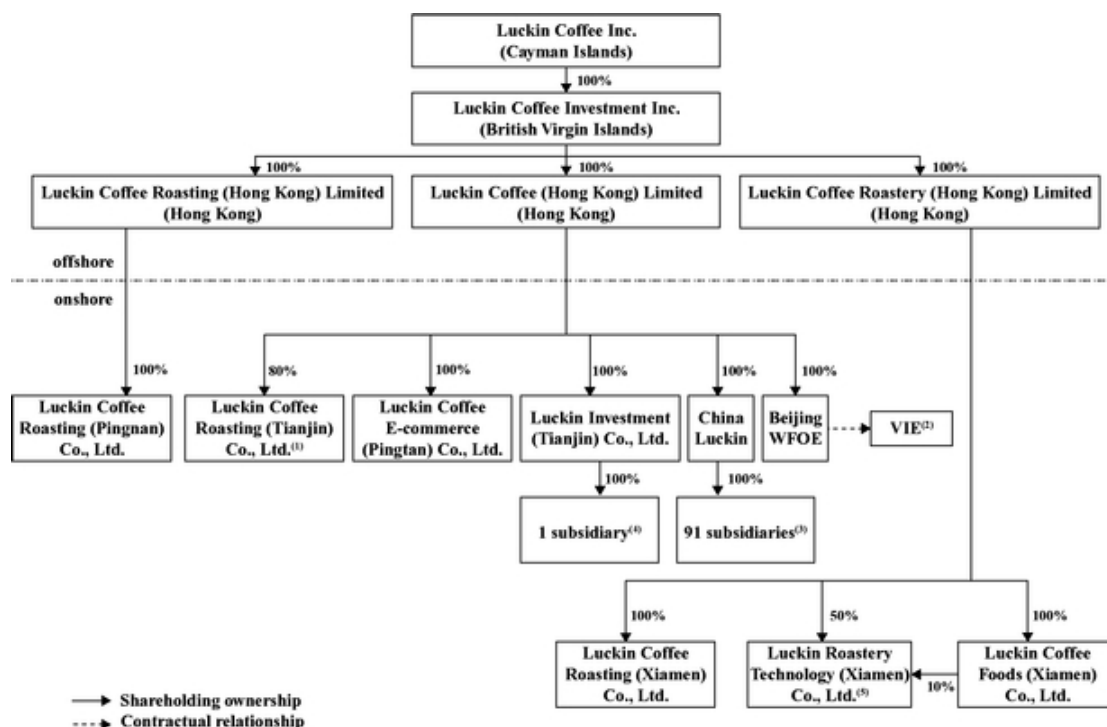 Luckin Coffee Inc.
(Cayman Islands)
100%
Luckin Coffee Investment Inc.
(British Virgin Islands)
100%
100%
100%
Luckin Coffee Roasting (Hong Kong) Limited
(Hong Kong)
Luckin Coffee (Hong Kong) Limited
(Hong Kong)
Luckin Coffee Roastery (Hong Kong) Limited
(Hong Kong)
offshore
onshore
100%
80%
100%
100%
100%
100%
Luckin Coffee
Roasting (Pingnan)
Co., Ltd.
Luckin Coffee
Roasting (Tianjin)
Co., Ltd.(1)
Luckin Coffee
E-commerce
(Pingtan) Co., Ltd.
Luckin Investment
(Tianjin) Co., Ltd.
China
Luckin
Beijing
WFOE
VIE(2)
100%
100%
1 subsidiary(4)
91 subsidiaries(3)
100%
50%
100%
Luckin Coffee
Roasting (Xiamen)
Co., Ltd.
Luckin Roastery
Technology (Xiamen)
Co., Ltd.(5)
10%
Luckin Coffee
Foods (Xiamen)
Co., Ltd.
Shareholding ownership
Contractual relationship